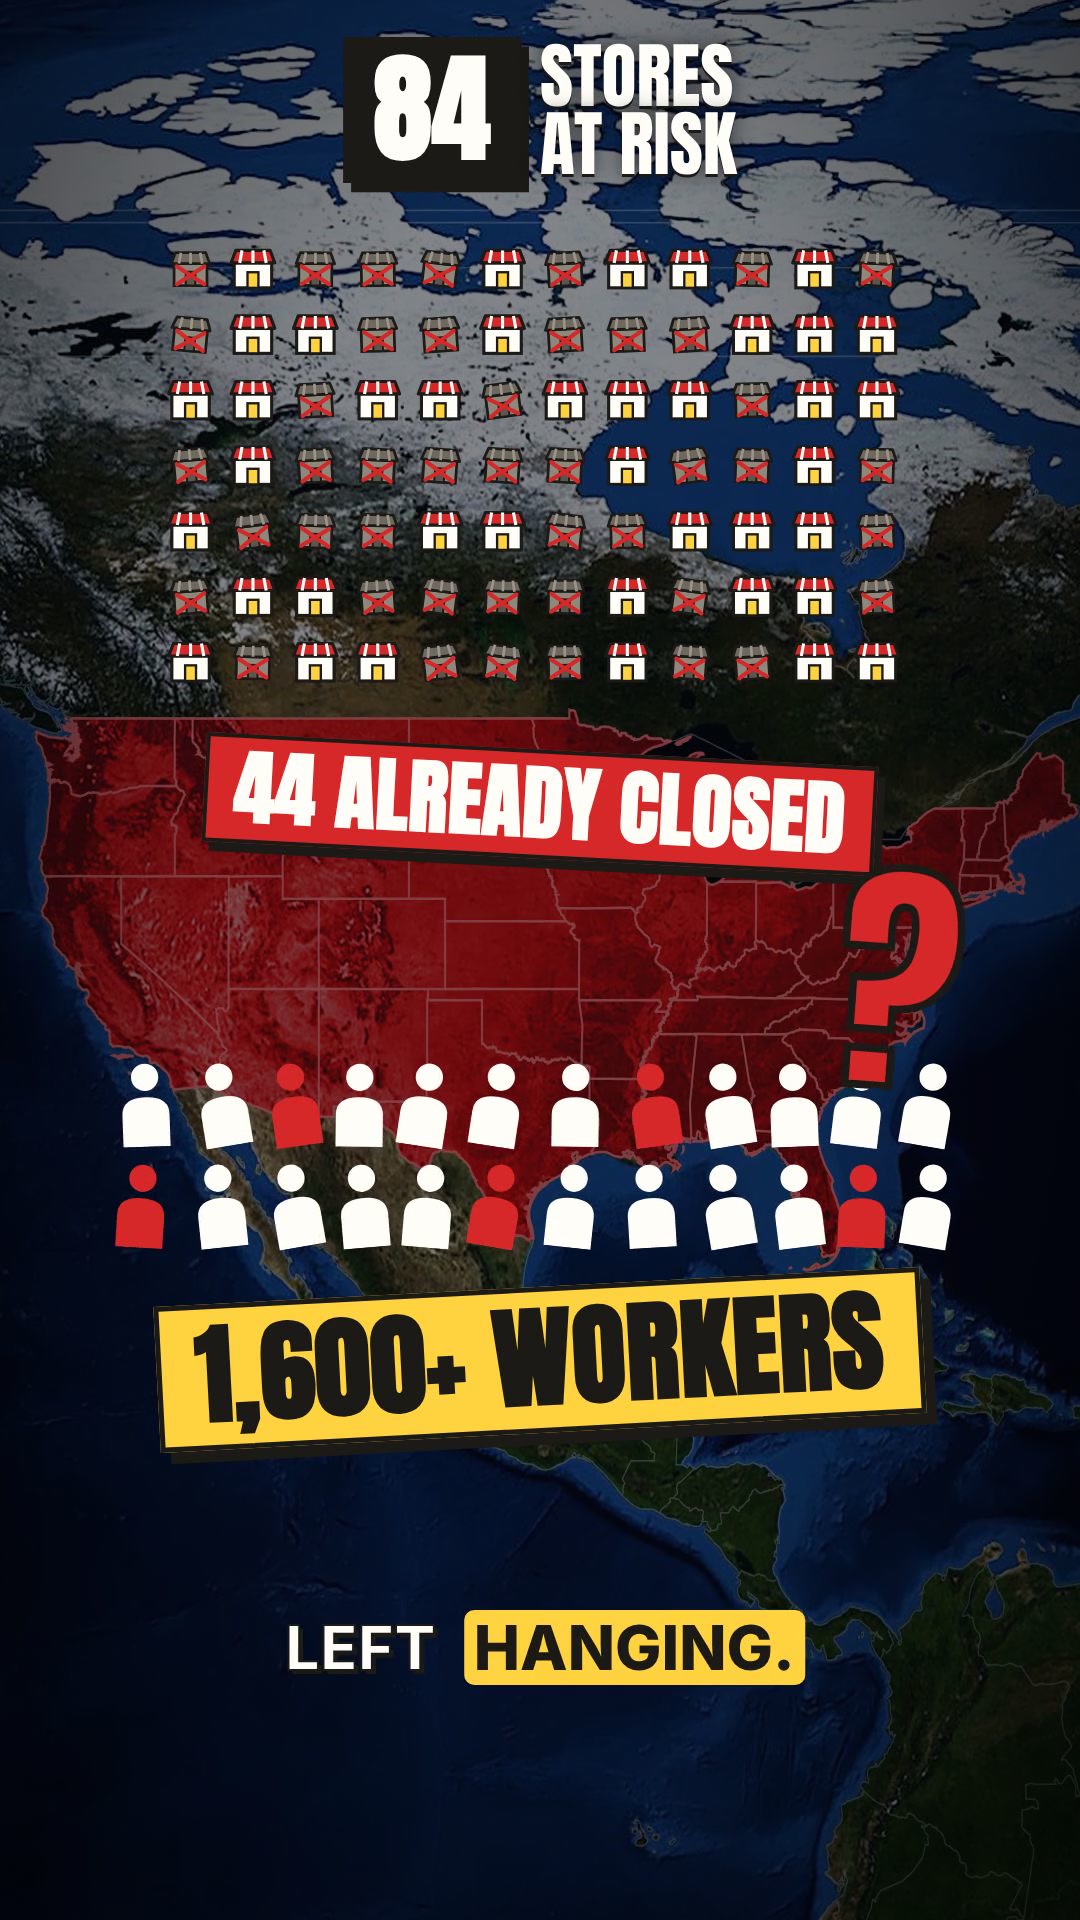 84
STORES
AT RISK
44 ALREADY CLOSED
?
1,600+ WORKERS
LEFT HANGING.